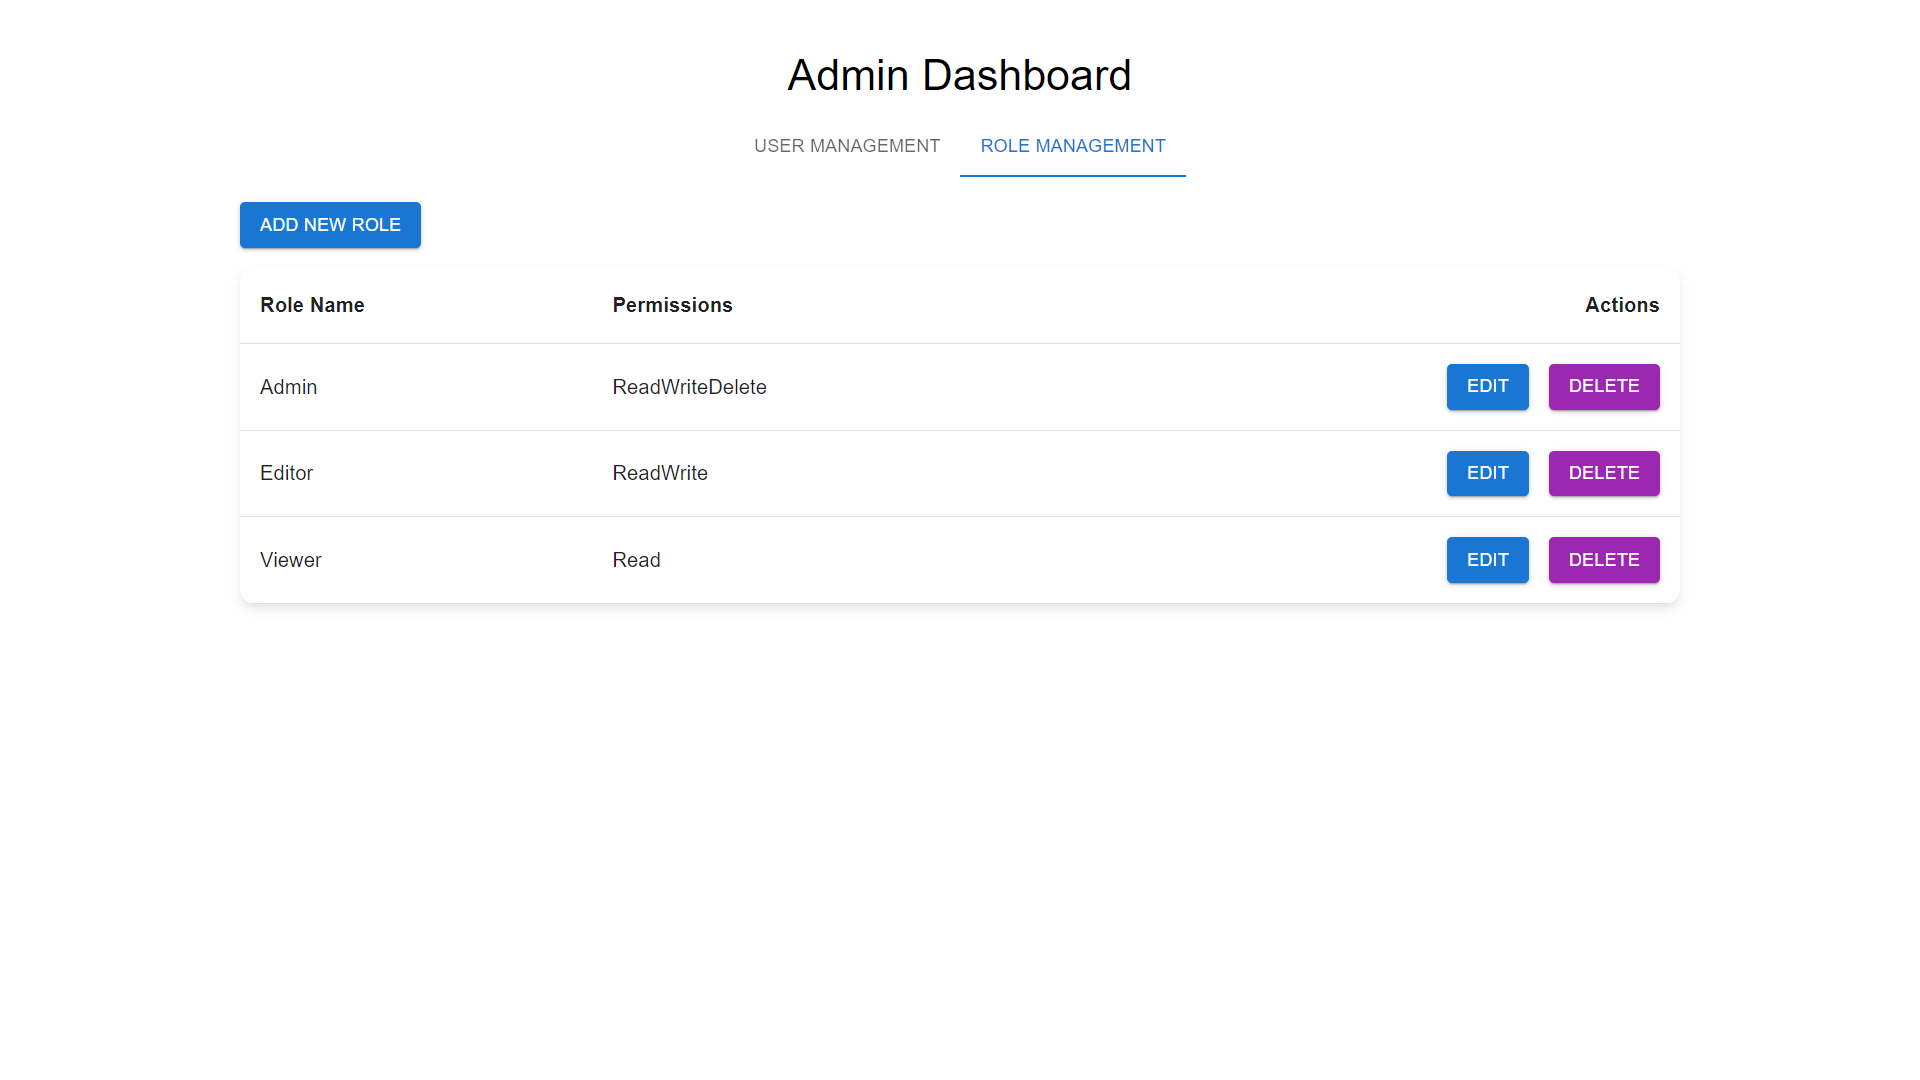 Admin Dashboard
USER MANAGEMENT ROLE MANAGEMENT
ADD NEW ROLE
Role Name Permissions Actions
Admin ReadWriteDelete EDIT DELETE
Editor ReadWrite EDIT DELETE
Viewer Read EDIT DELETE